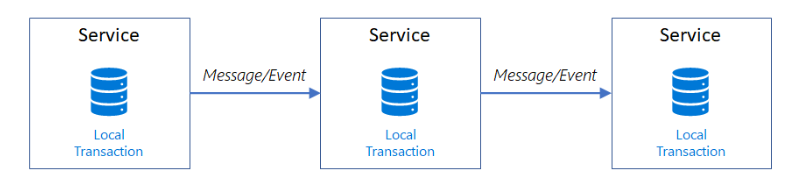 Service
Message/Event
Service
Message/Event
Service
Local
Transaction
Local
Transaction
Local
Transaction